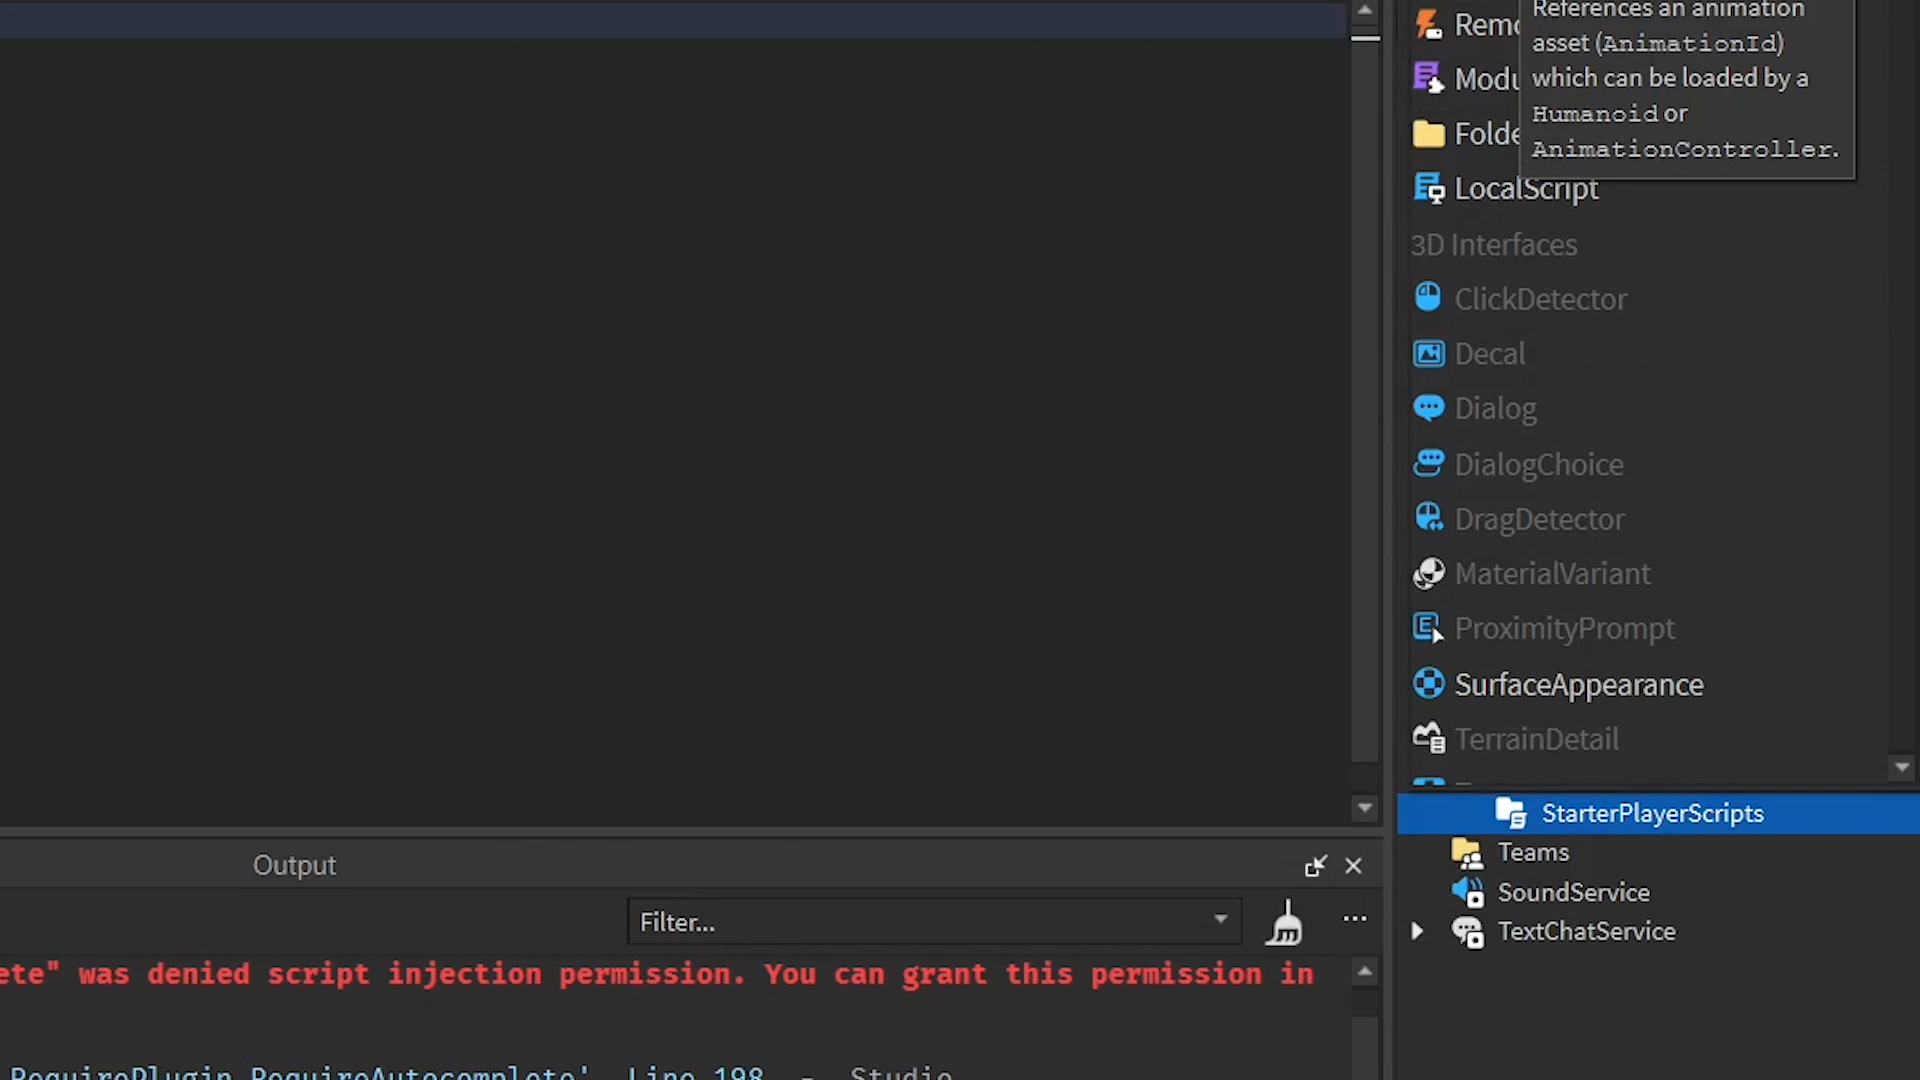 References an animation
asset (AnimationId)
which can be loaded by a
Humanoid or
AnimationController.
Remo
Modu
Folde
LocalScript
3D Interfaces
ClickDetector
Decal
Dialog
DialogChoice
DragDetector
MaterialVariant
ProximityPrompt
SurfaceAppearance
TerrainDetail
StarterPlayerScripts
Teams
SoundService
TextChatService
Output
Filter...
ete" was denied script injection permission. You can grant this permission in
RequirePlugin.RequireAutocomplete', Line 198 - Studio